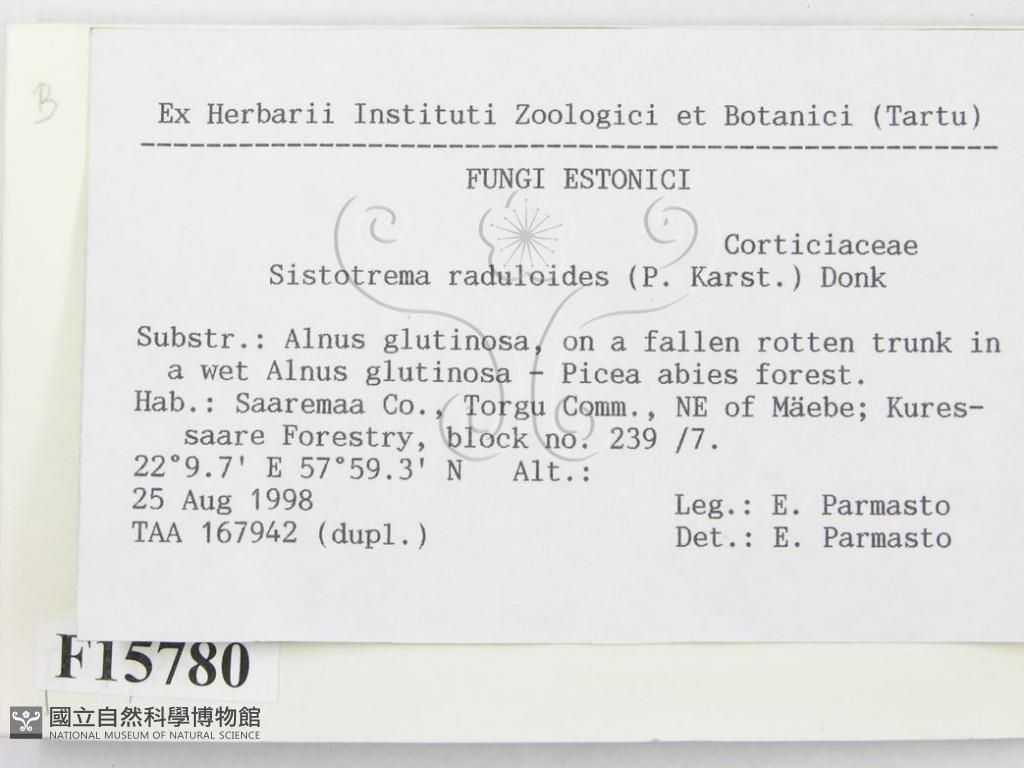 B
Ex Herbarii Instituti Zoologici et Botanici (Tartu)
FUNGI ESTONICI
Corticiaceae
Sistotrema raduloides (P. Karst.) Donk
Substr.: Alnus glutinosa, on a fallen rotten trunk in
a wet Alnus glutinosa - Picea abies forest.
Hab.: Saaremaa Co., Torgu Comm., NE of Mäebe; Kures-
saare Forestry, block no. 239 /7.
22°9.7' E 57°59.3' N Alt.:
25 Aug 1998 Leg.: E. Parmasto
TAA 167942 (dupl.) Det.: E. Parmasto
F15780
國立自然科學博物館
NATIONAL MUSEUM OF NATURAL SCIENCE